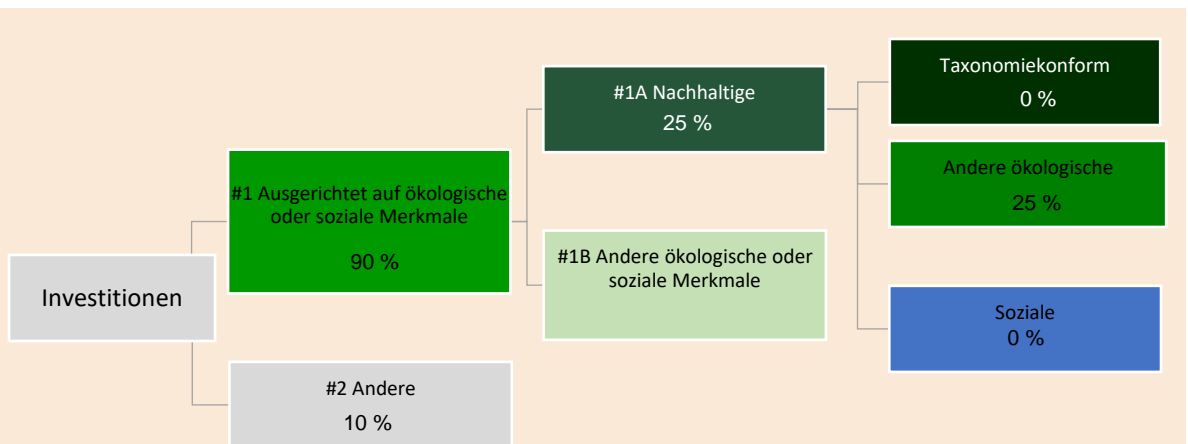 Investitionen
#1 Ausgerichtet auf ökologische
oder soziale Merkmale
90 %
#2 Andere
10 %
#1A Nachhaltige
25 %
#1B Andere ökologische oder
soziale Merkmale
Taxonomiekonform
0 %
Andere ökologische
25 %
Soziale
0 %